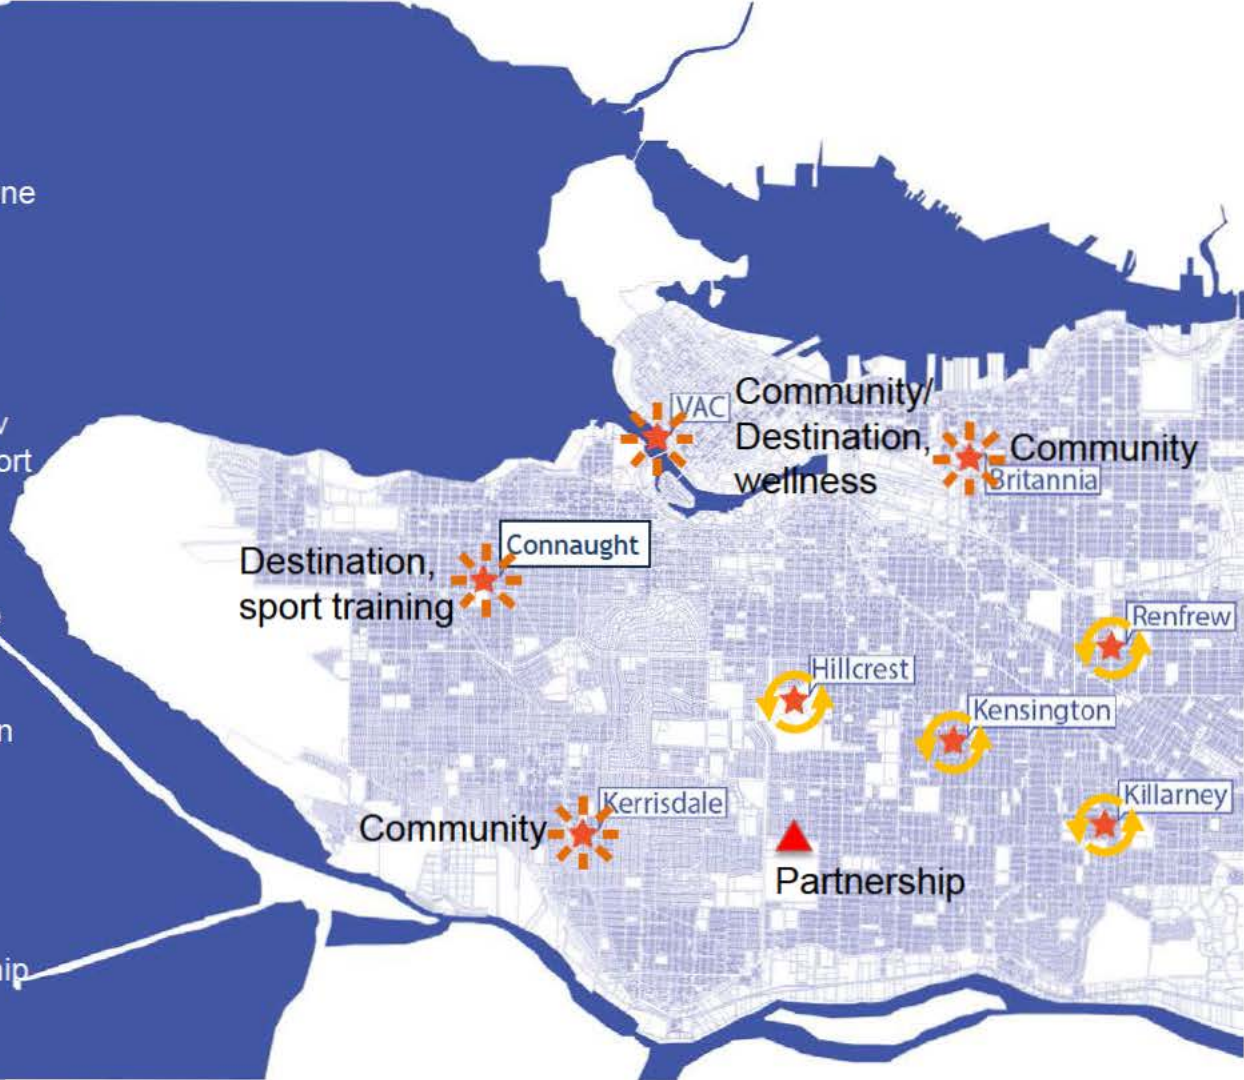 ne
ort
n
ip
VAC
Community/
Destination,
wellness
Community
Britannia
Connaught
Destination,
sport training
Renfrew
Hillcrest
Kensington
Killarney
Kerrisdale
Community
Partnership